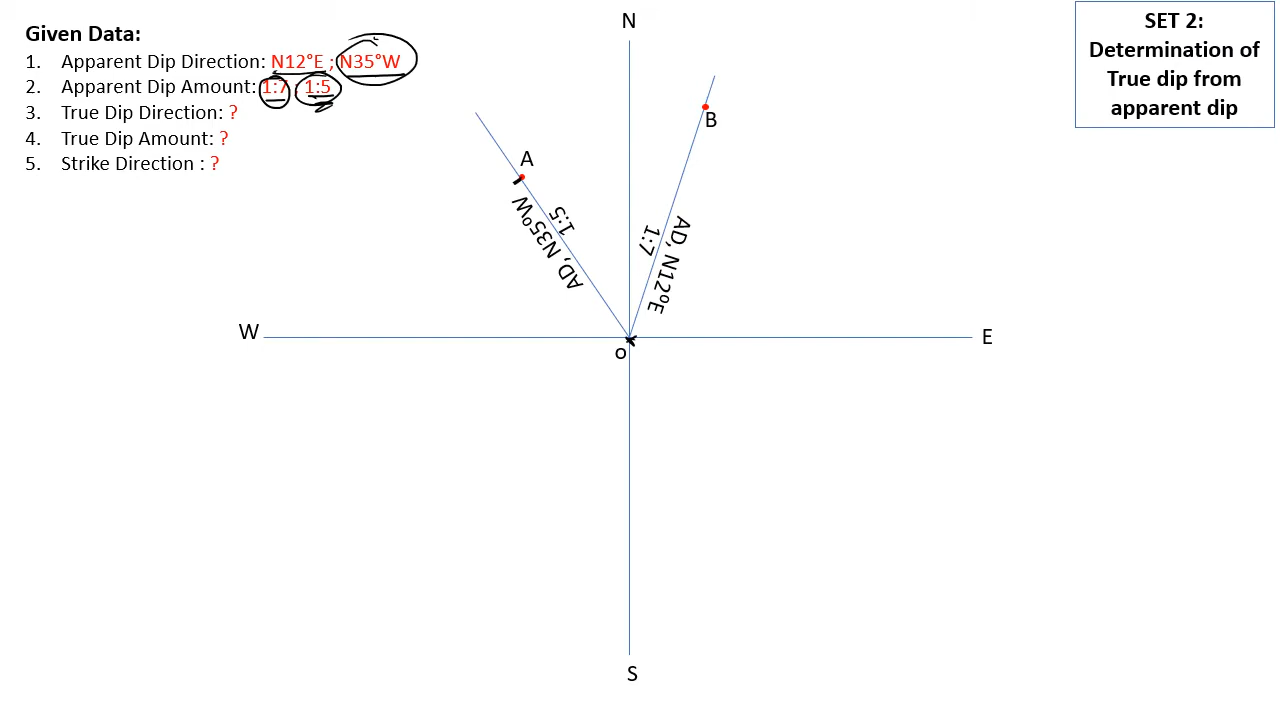 Given Data:
1. Apparent Dip Direction: N12°E ; N35°W
2. Apparent Dip Amount: 1:7 , 1:5
3. True Dip Direction: ?
4. True Dip Amount: ?
5. Strike Direction : ?
SET 2:
Determination of
True dip from
apparent dip
N
B
A
1:5
AD, N35°W
1:7
AD, N12°E
W
E
o
S